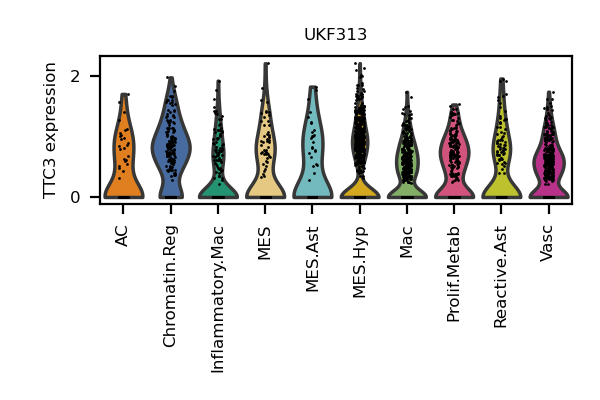 UKF313
TTC3 expression
2
0
AC
Chromatin.Reg
Inflammatory.Mac
MES
MES.Ast
MES.Hyp
Mac
Prolif.Metab
Reactive.Ast
Vasc